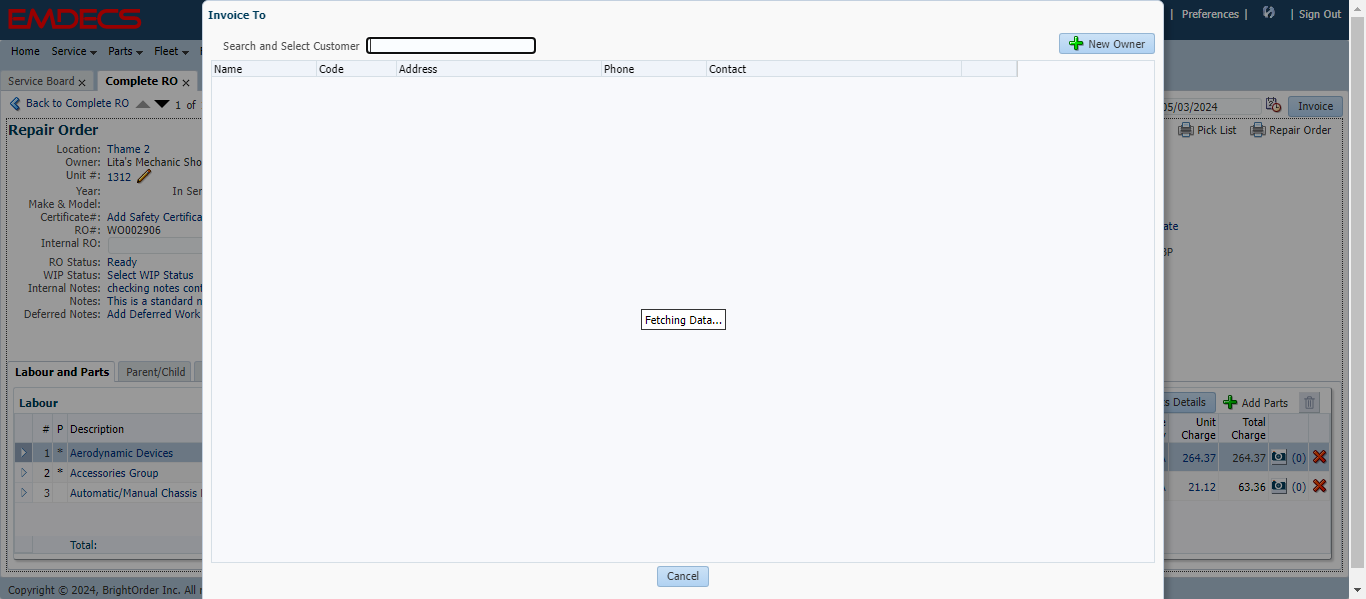 EMDECS
| Preferences | | Sign Out
Home Service Parts Fleet
Service Board x Complete RO x
Back to Complete RO 1 of
05/03/2024 Invoice
Pick List Repair Order
Repair Order
Location: Thame 2
Owner: Lita's Mechanic Sho
Unit #: 1312
Year: In Ser
Make & Model:
Certificate#: Add Safety Certifica
RO#: WO002906
Internal RO:
RO Status: Ready
WIP Status: Select WIP Status
Internal Notes: checking notes cont
Notes: This is a standard n
Deferred Notes: Add Deferred Work
Labour and Parts Parent/Child
Labour
# P Description
1 * Aerodynamic Devices
2 * Accessories Group
3 Automatic/Manual Chassis
Total:
Copyright © 2024, BrightOrder Inc. All
Invoice To
Search and Select Customer
New Owner
Name Code Address Phone Contact
Fetching Data...
Cancel
ate
BP
s Details Add Parts
Unit Charge Total Charge
264.37 264.37 (0)
21.12 63.36 (0)